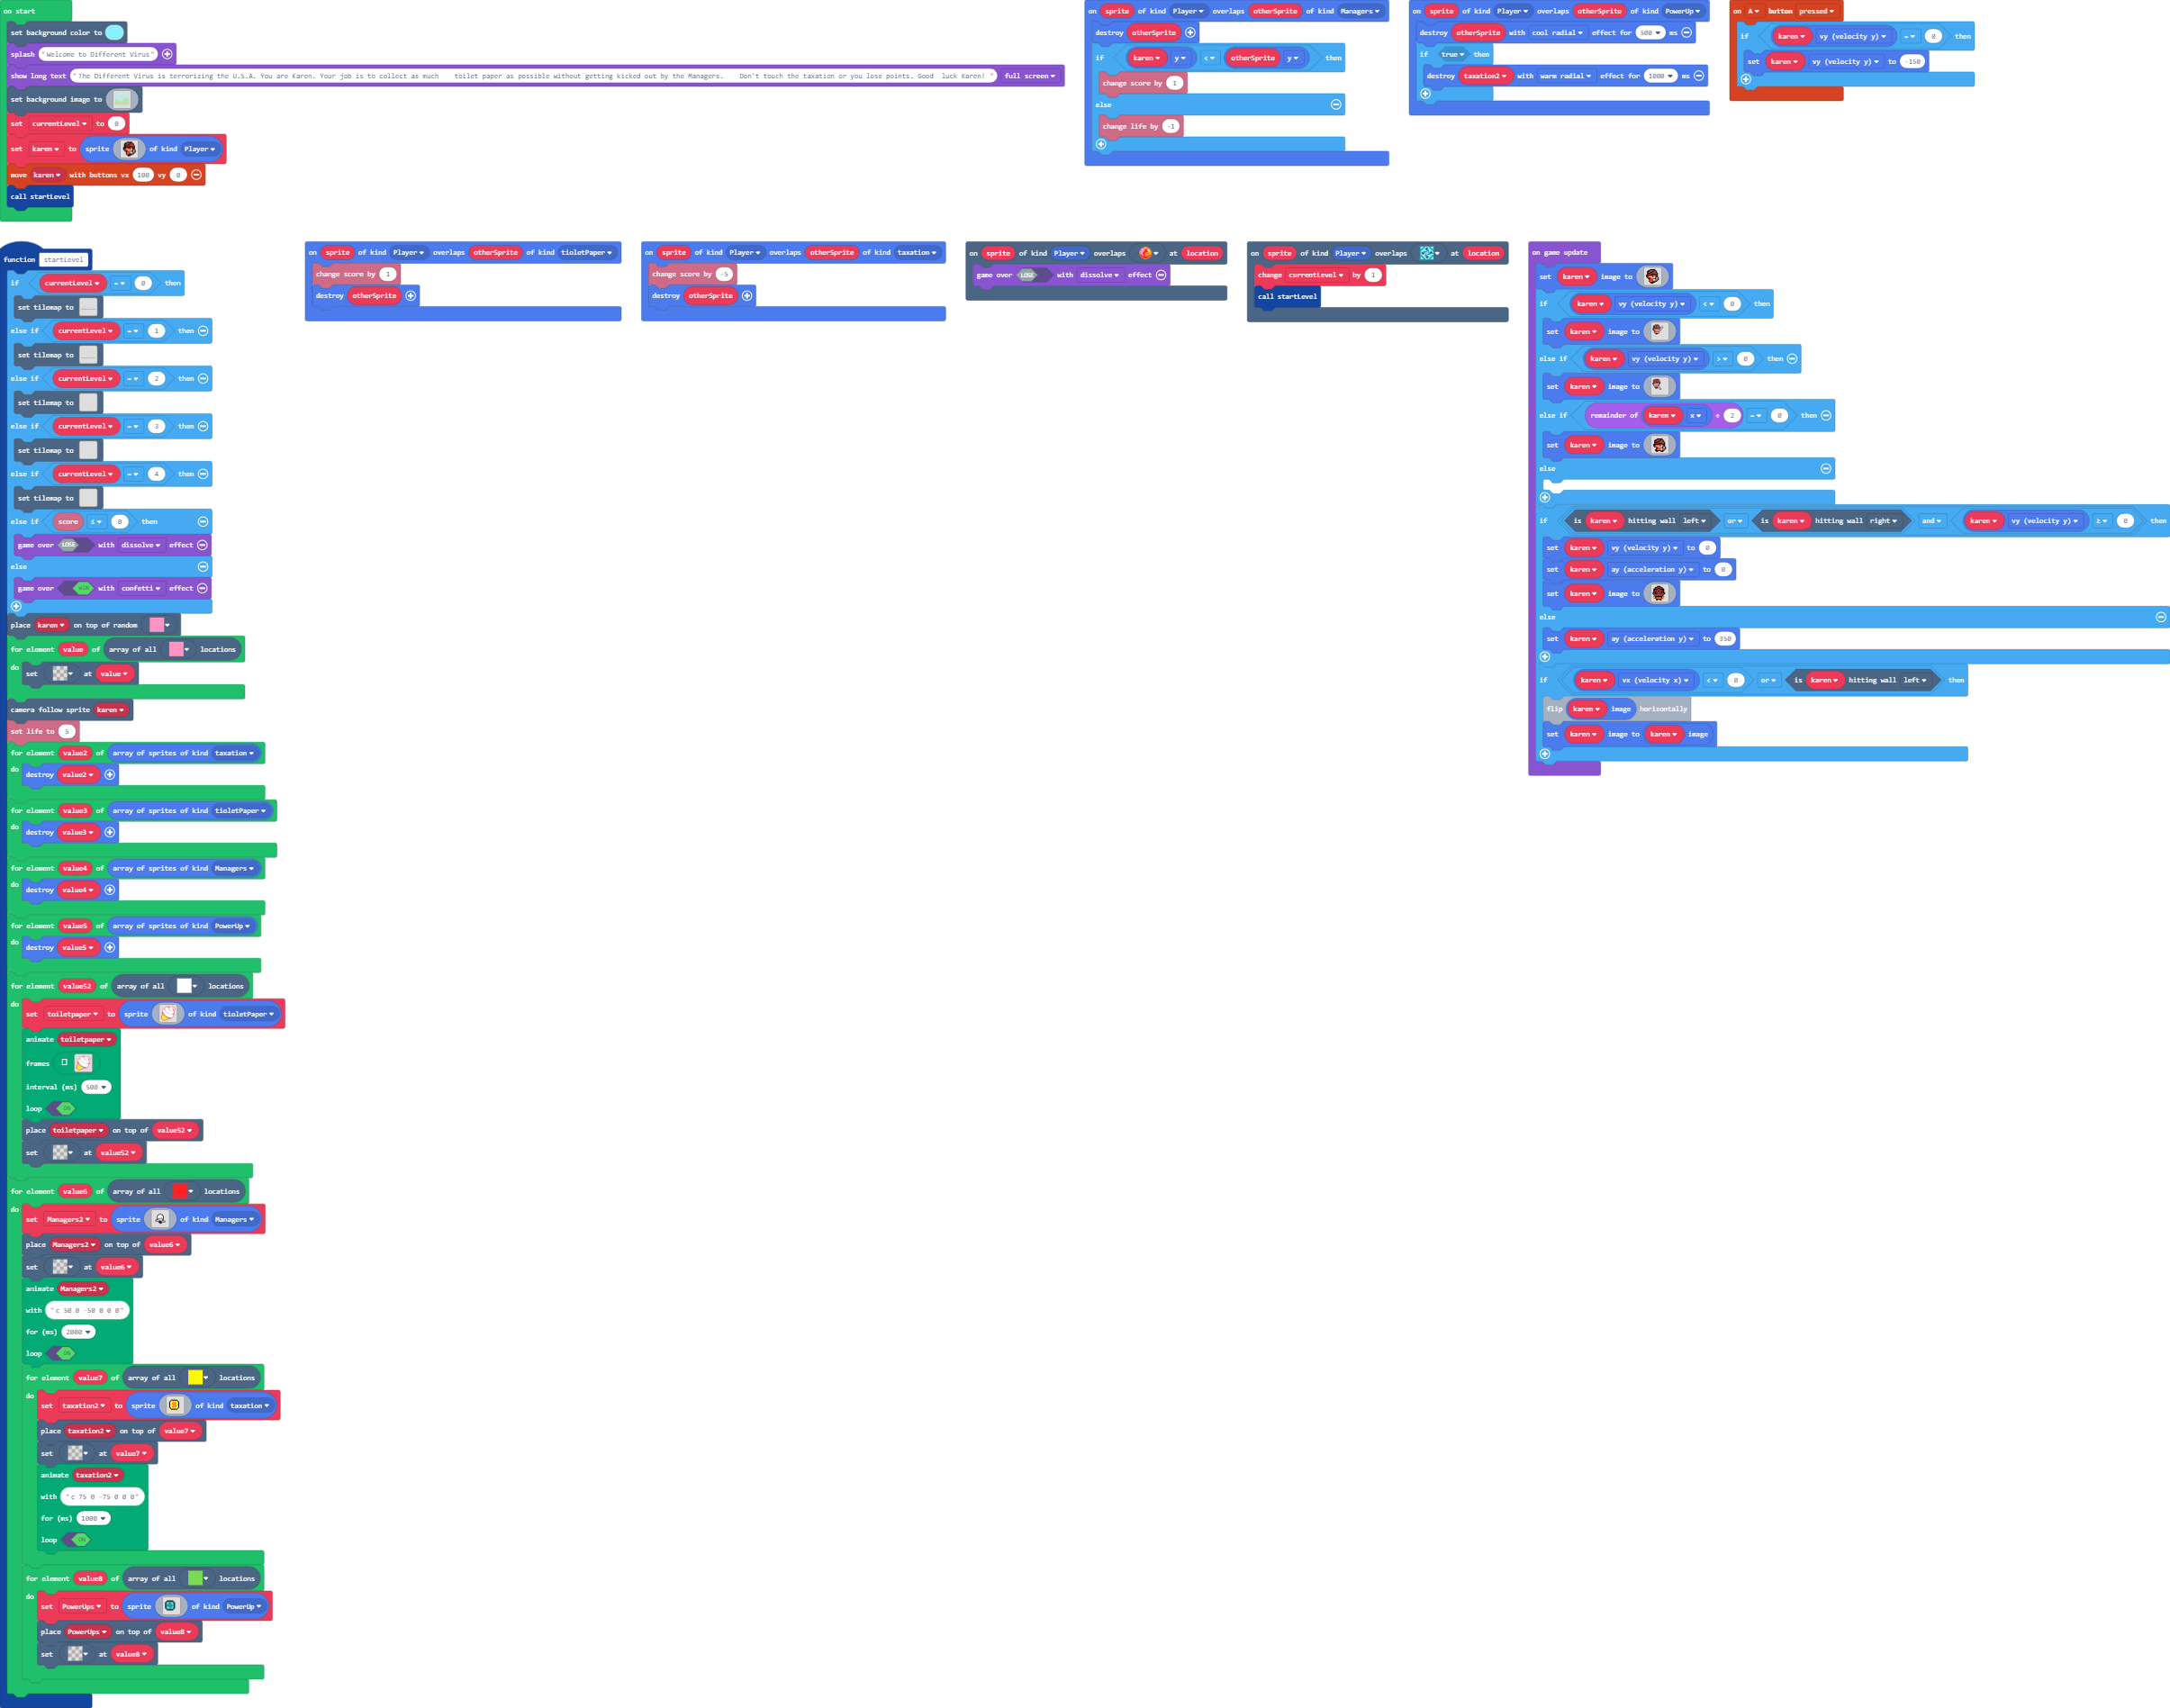 on start
set background color to
splash "Welcome to Different Virus"
show long text "The Different Virus is terrorizing the U.S.A. You are Karen. Your job is to collect as much toilet paper as possible without getting kicked out by the Managers. Don't touch the taxation or you lose points. Good luck Karen! " full screen
set background image to
set currentLevel to 0
set karen to sprite of kind Player
move karen with buttons vx 100 vy 0
call startLevel
on sprite of kind Player overlaps otherSprite of kind Managers
destroy otherSprite
if karen y < otherSprite y then
change score by 1
else
change life by -1
on sprite of kind Player overlaps otherSprite of kind PowerUp
destroy otherSprite with cool radial effect for 500 ms
if true then
destroy taxation2 with warm radial effect for 1000 ms
on A button pressed
if karen vy (velocity y) = 0 then
set karen vy (velocity y) to -150
function startLevel
if currentLevel = 0 then
set tilemap to
else if currentLevel = 1 then
set tilemap to
else if currentLevel = 2 then
set tilemap to
else if currentLevel = 3 then
set tilemap to
else if currentLevel = 4 then
set tilemap to
else if score ≤ 0 then
game over LOSE with dissolve effect
else
game over WIN with confetti effect
place karen on top of random
for element value of array of all locations
do set at value
camera follow sprite karen
set life to 5
for element value2 of array of sprites of kind taxation
do destroy value2
for element value3 of array of sprites of kind tioletPaper
do destroy value3
for element value4 of array of sprites of kind Managers
do destroy value4
for element value5 of array of sprites of kind PowerUp
do destroy value5
for element value52 of array of all locations
do set toiletpaper to sprite of kind tioletPaper
animate toiletpaper
frames
interval (ms) 500
loop ON
place toiletpaper on top of value52
set at value52
for element value6 of array of all locations
do set Managers2 to sprite of kind Managers
place Managers2 on top of value6
set at value6
animate Managers2
with "c 50 0 -50 0 0 0"
for (ms) 2000
loop ON
for element value7 of array of all locations
do set taxation2 to sprite of kind taxation
place taxation2 on top of value7
set at value7
animate taxation2
with "c 75 0 -75 0 0 0"
for (ms) 1000
loop ON
for element value8 of array of all locations
do set PowerUps to sprite of kind PowerUp
place PowerUps on top of value8
set at value8
on sprite of kind Player overlaps otherSprite of kind tioletPaper
change score by 1
destroy otherSprite
on sprite of kind Player overlaps otherSprite of kind taxation
change score by -5
destroy otherSprite
on sprite of kind Player overlaps at location
game over LOSE with dissolve effect
on sprite of kind Player overlaps at location
change currentLevel by 1
call startLevel
on game update
set karen image to
if karen vy (velocity y) < 0 then
set karen image to
else if karen vy (velocity y) > 0 then
set karen image to
else if remainder of karen x ÷ 2 = 0 then
set karen image to
else
if is karen hitting wall left or is karen hitting wall right and karen vy (velocity y) ≥ 0 then
set karen vy (velocity y) to 0
set karen ay (acceleration y) to 0
set karen image to
else
set karen ay (acceleration y) to 350
if karen vx (velocity x) < 0 or is karen hitting wall left then
flip karen image horizontally
set karen image to karen image